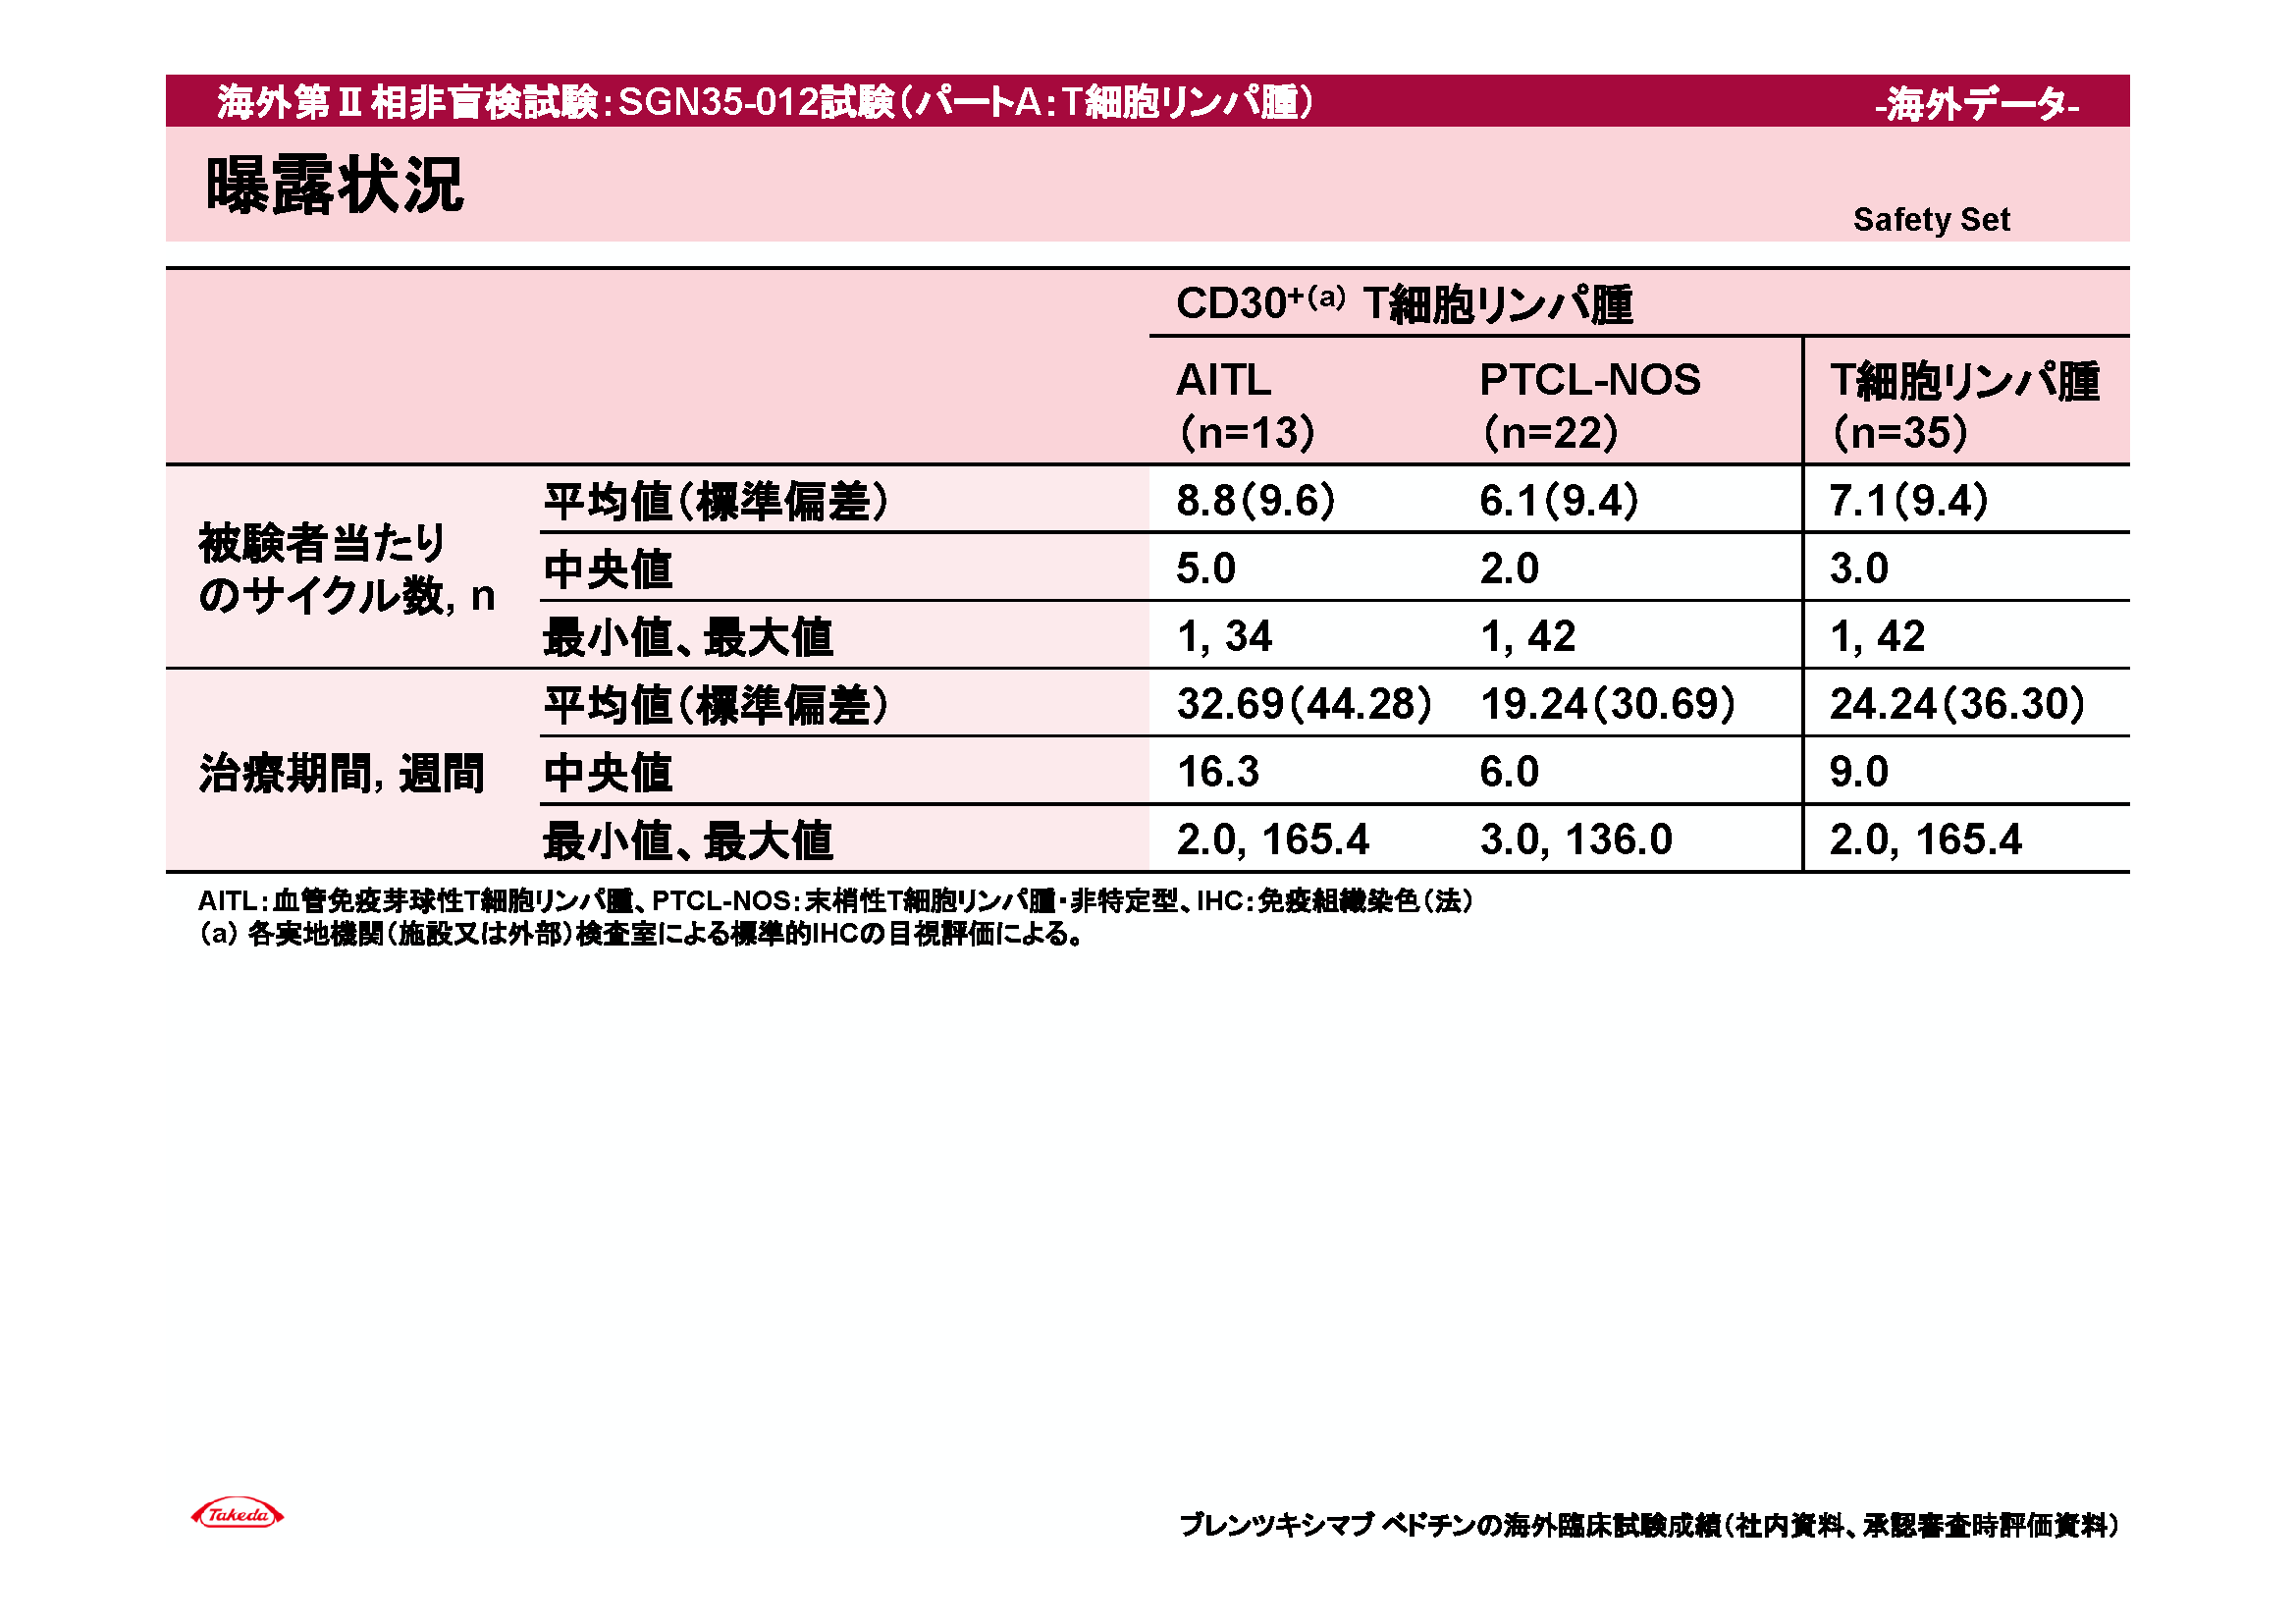 海外第Ⅱ相非盲検試験：SGN35-012試験（パートA：T細胞リンパ腫）　-海外データ-
曝露状況
Safety Set
CD30+（a） T細胞リンパ腫
AITL　PTCL-NOS　T細胞リンパ腫
（n=13）　（n=22）　（n=35）
被験者当たり
のサイクル数, n
平均値（標準偏差）　8.8（9.6）　6.1（9.4）　7.1（9.4）
中央値　5.0　2.0　3.0
最小値、最大値　1, 34　1, 42　1, 42
治療期間, 週間
平均値（標準偏差）　32.69（44.28）　19.24（30.69）　24.24（36.30）
中央値　16.3　6.0　9.0
最小値、最大値　2.0, 165.4　3.0, 136.0　2.0, 165.4
AITL：血管免疫芽球性T細胞リンパ腫、PTCL-NOS：末梢性T細胞リンパ腫・非特定型、IHC：免疫組織染色（法）
（a） 各実地機関（施設又は外部）検査室による標準的IHCの目視評価による。
Takeda
ブレンツキシマブ ベドチンの海外臨床試験成績（社内資料、承認審査時評価資料）